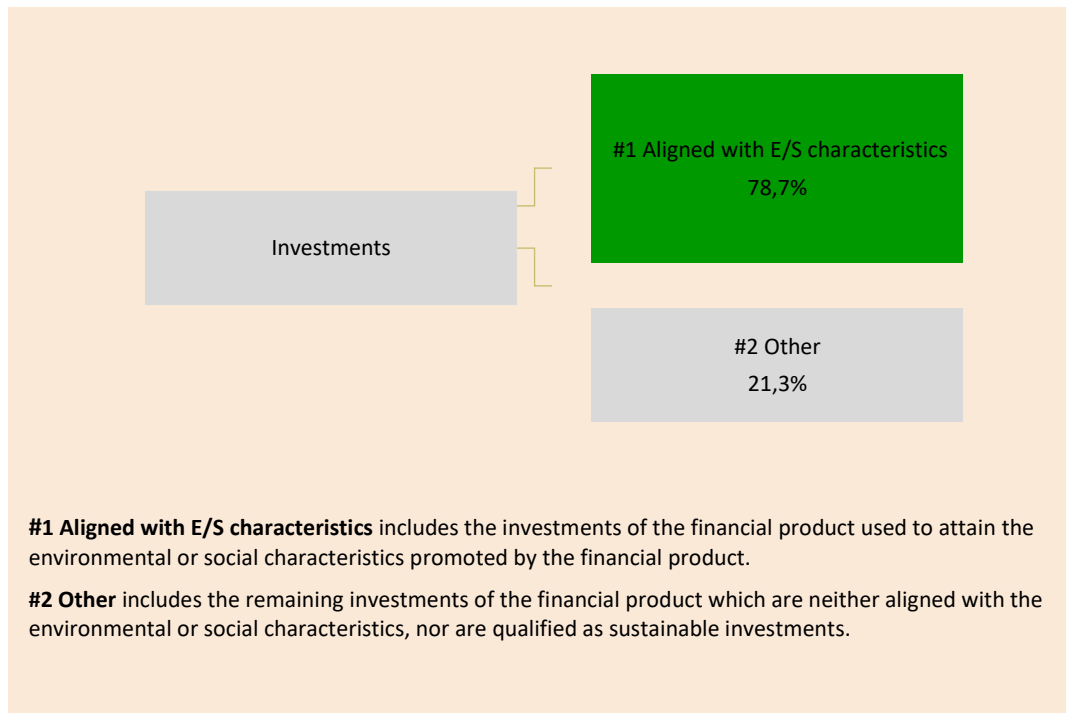 #1 Aligned with E/S characteristics
78,7%
Investments
#2 Other
21,3%
#1 Aligned with E/S characteristics includes the investments of the financial product used to attain the
environmental or social characteristics promoted by the financial product.
#2 Other includes the remaining investments of the financial product which are neither aligned with the
environmental or social characteristics, nor are qualified as sustainable investments.